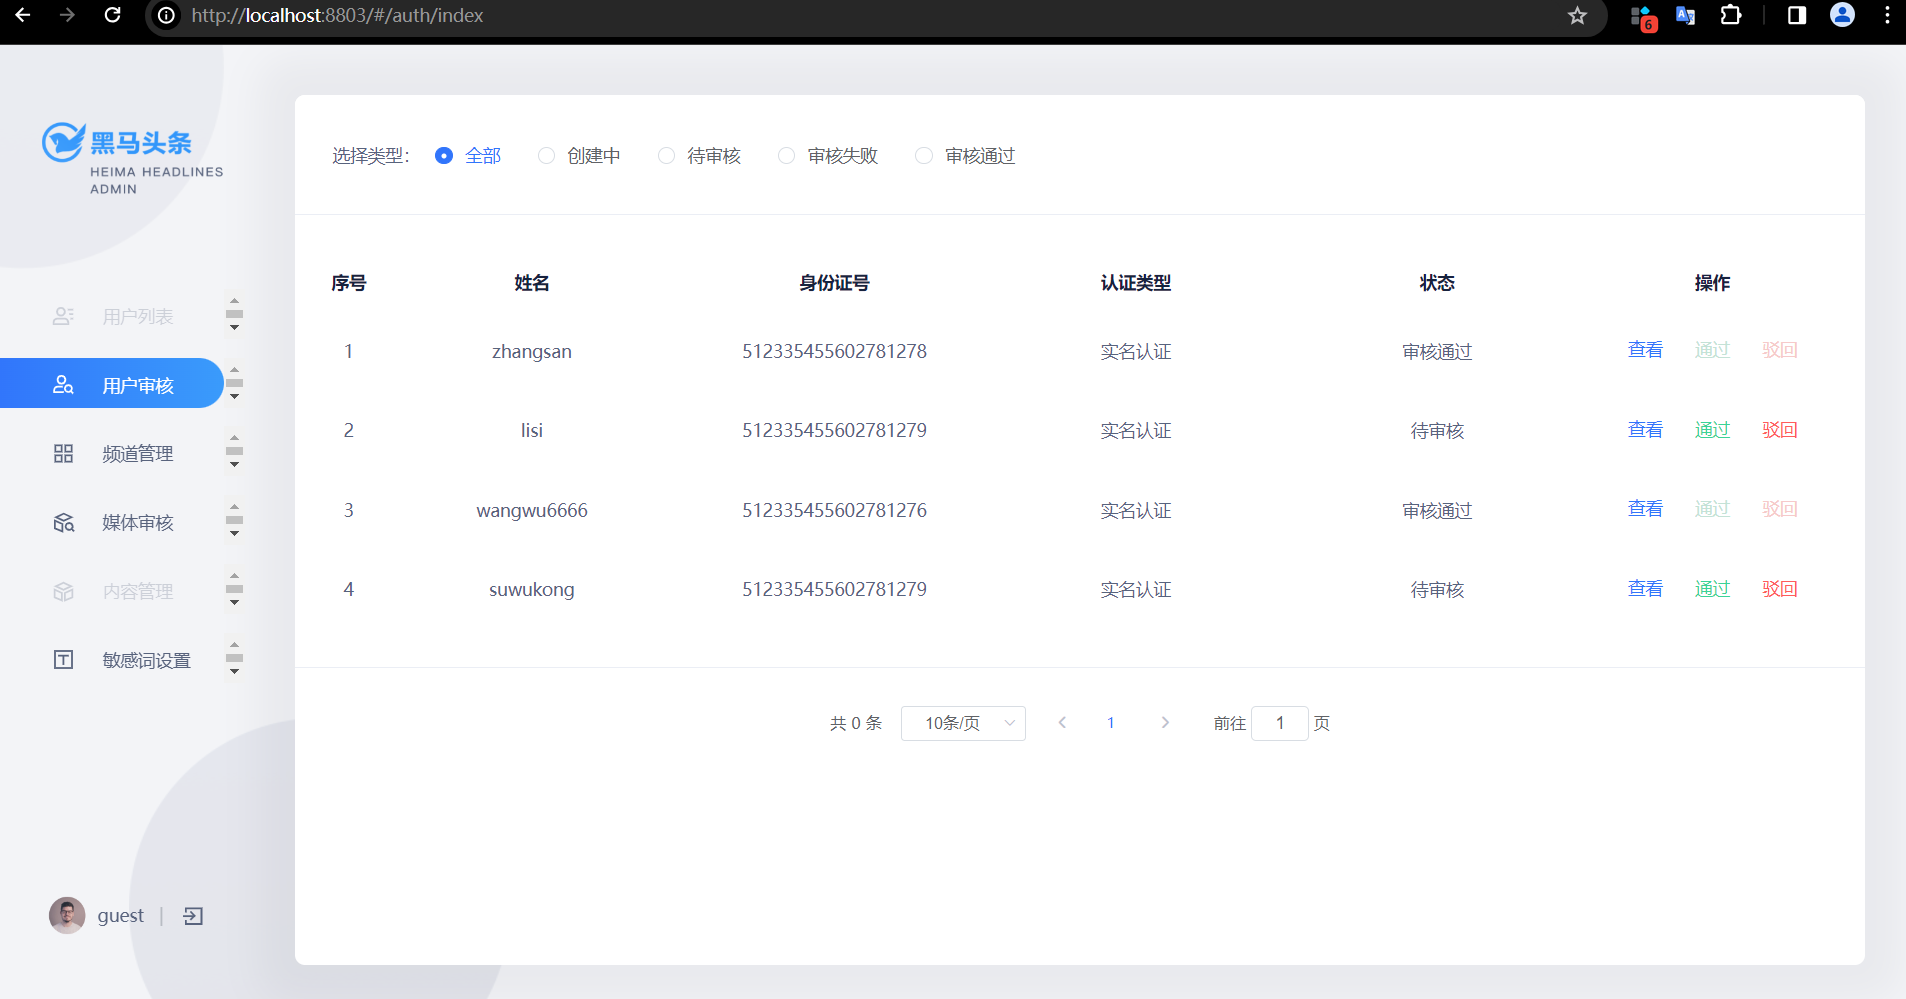 http://localhost:8803/#/auth/index
6
黑马头条
HEIMA HEADLINES
ADMIN
用户列表
用户审核
频道管理
媒体审核
内容管理
敏感词设置
guest
选择类型： 全部 创建中 待审核 审核失败 审核通过
序号 姓名 身份证号 认证类型 状态 操作
1 zhangsan 512335455602781278 实名认证 审核通过 查看 通过 驳回
2 lisi 512335455602781279 实名认证 待审核 查看 通过 驳回
3 wangwu6666 512335455602781276 实名认证 审核通过 查看 通过 驳回
4 suwukong 512335455602781279 实名认证 待审核 查看 通过 驳回
共 0 条 10条/页 1 前往 1 页